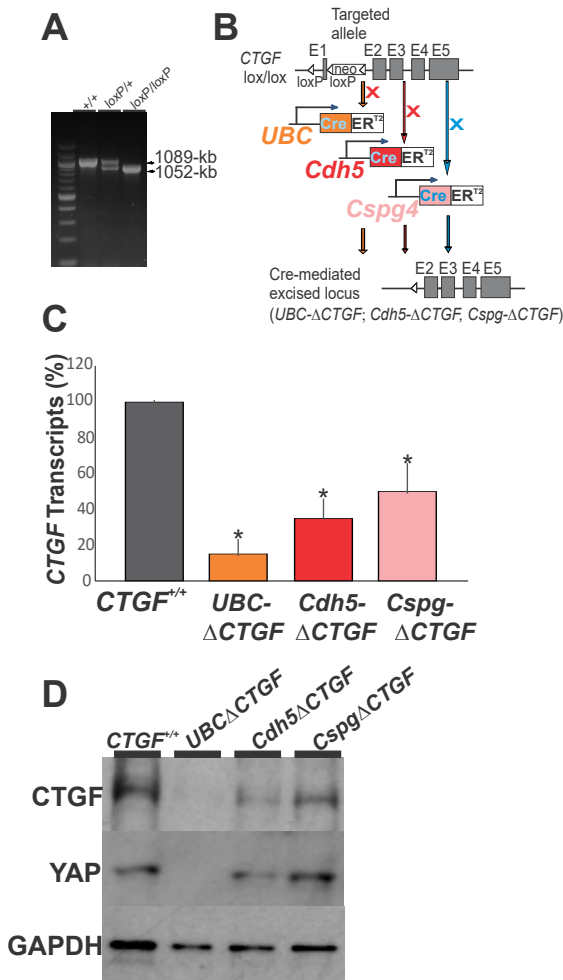 A
+/+
loxP/+
loxP/loxP
1089-kb
1052-kb
B
Targeted
allele
CTGF
lox/lox
E1
E2 E3 E4 E5
neo
loxP loxP
X
X
X
UBC
Cre ER^T2
Cdh5
Cre ER^T2
Cspg4
Cre ER^T2
E2 E3 E4 E5
Cre-mediated
excised locus
(UBC-ΔCTGF; Cdh5-ΔCTGF, Cspg-ΔCTGF)
C
CTGF Transcripts (%)
120
100
80
60
40
20
0
*
*
*
CTGF^+/+
UBC-
ΔCTGF
Cdh5-
ΔCTGF
Cspg-
ΔCTGF
D
CTGF^+/+
UBCΔCTGF
Cdh5ΔCTGF
CspgΔCTGF
CTGF
YAP
GAPDH